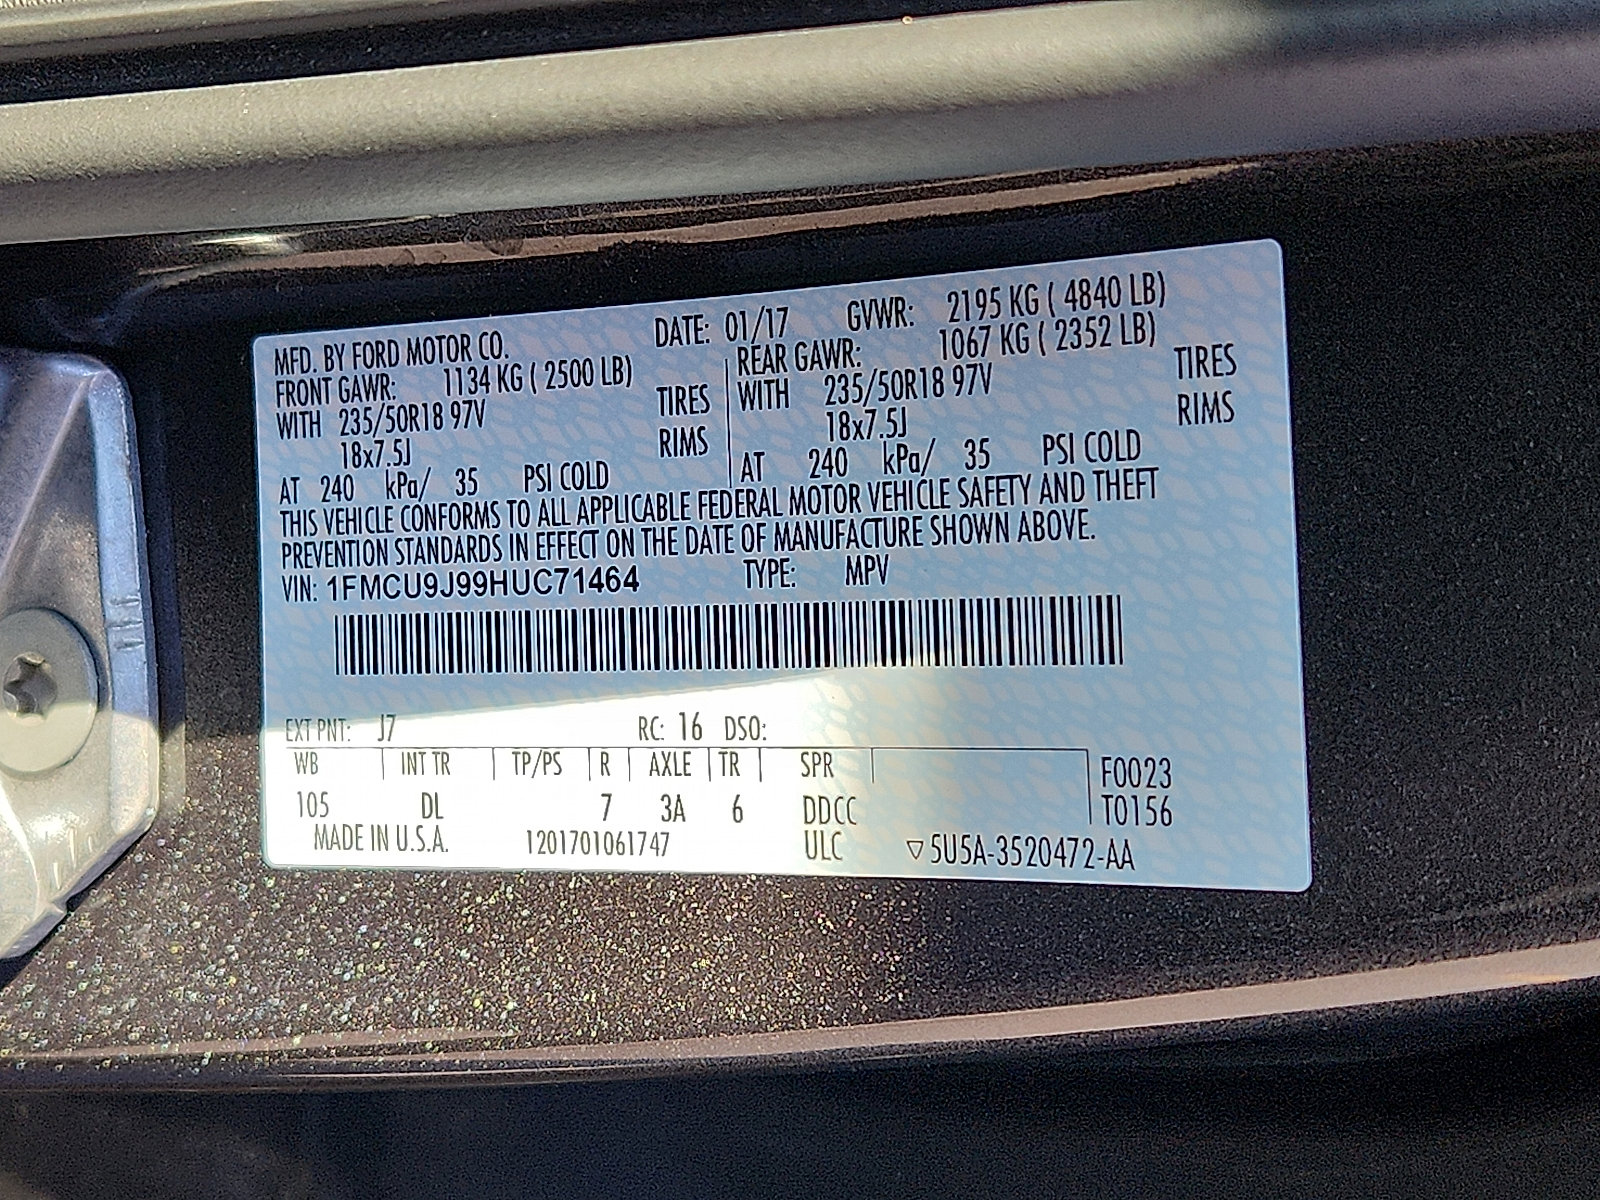 MFD. BY FORD MOTOR CO. DATE: 01/17 GVWR: 2195 KG ( 4840 LB)
FRONT GAWR: 1134 KG ( 2500 LB) REAR GAWR: 1067 KG ( 2352 LB)
WITH 235/50R18 97V TIRES WITH 235/50R18 97V TIRES
18x7.5J RIMS 18x7.5J RIMS
AT 240 kPa/ 35 PSI COLD AT 240 kPa/ 35 PSI COLD
THIS VEHICLE CONFORMS TO ALL APPLICABLE FEDERAL MOTOR VEHICLE SAFETY AND THEFT
PREVENTION STANDARDS IN EFFECT ON THE DATE OF MANUFACTURE SHOWN ABOVE.
VIN: 1FMCU9J99HUC71464 TYPE: MPV
EXT PNT: J7 RC: 16 DSO:
WB INT TR TP/PS R AXLE TR SPR F0023
105 DL 7 3A 6 DDCC T0156
MADE IN U.S.A. 1201701061747 ULC ▽5U5A-3520472-AA